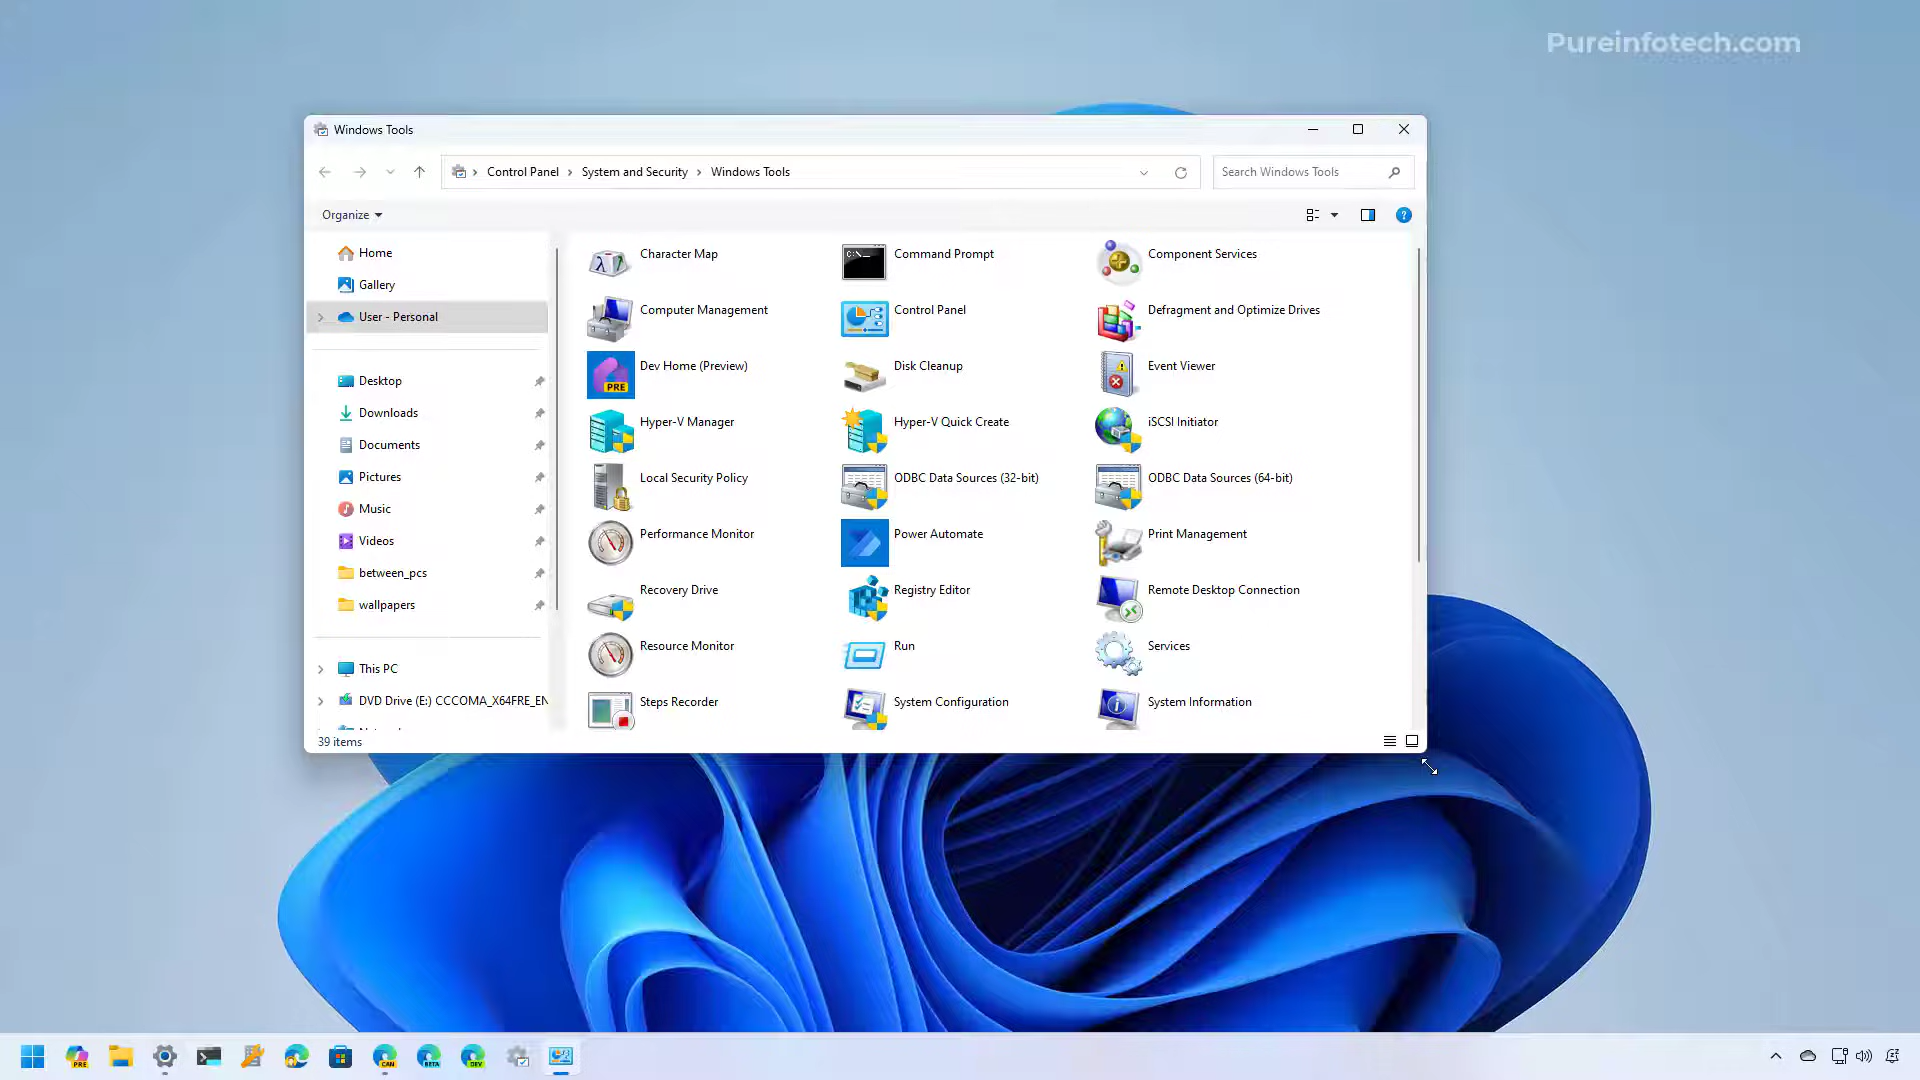 Pureinfotech.com
Windows Tools
Control Panel > System and Security > Windows Tools
Search Windows Tools
Organize
Home
Gallery
User - Personal
Desktop
Downloads
Documents
Pictures
Music
Videos
between_pcs
wallpapers
This PC
DVD Drive (E:) CCCOMA_X64FRE_EN
Character Map
Command Prompt
Component Services
Computer Management
Control Panel
Defragment and Optimize Drives
Dev Home (Preview)
PRE
Disk Cleanup
Event Viewer
Hyper-V Manager
Hyper-V Quick Create
iSCSI Initiator
Local Security Policy
ODBC Data Sources (32-bit)
ODBC Data Sources (64-bit)
Performance Monitor
Power Automate
Print Management
Recovery Drive
Registry Editor
Remote Desktop Connection
Resource Monitor
Run
Services
Steps Recorder
System Configuration
System Information
39 items
PRE
CAN
BETA
DEV